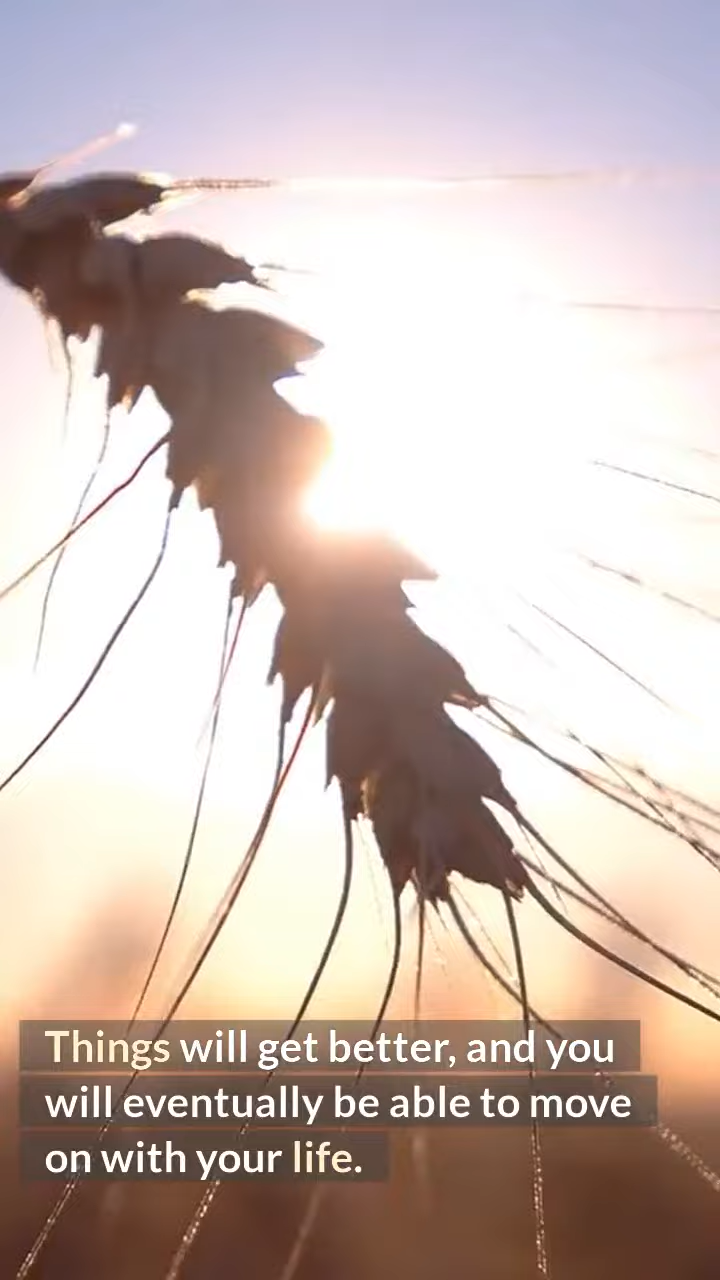 Things will get better, and you
will eventually be able to move
on with your life.